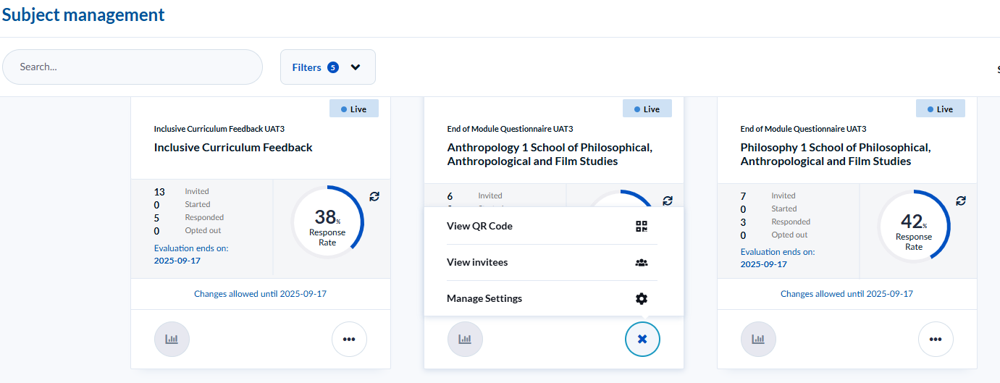 Subject management
Search...
Filters 5
Live
Inclusive Curriculum Feedback UAT3
Inclusive Curriculum Feedback
13 Invited
0 Started
5 Responded
0 Opted out
38%
Response
Rate
Evaluation ends on:
2025-09-17
Changes allowed until 2025-09-17
Live
End of Module Questionnaire UAT3
Anthropology 1 School of Philosophical,
Anthropological and Film Studies
6 Invited
View QR Code
View invitees
Manage Settings
Live
End of Module Questionnaire UAT3
Philosophy 1 School of Philosophical,
Anthropological and Film Studies
7 Invited
0 Started
3 Responded
0 Opted out
42%
Response
Rate
Evaluation ends on:
2025-09-17
Changes allowed until 2025-09-17